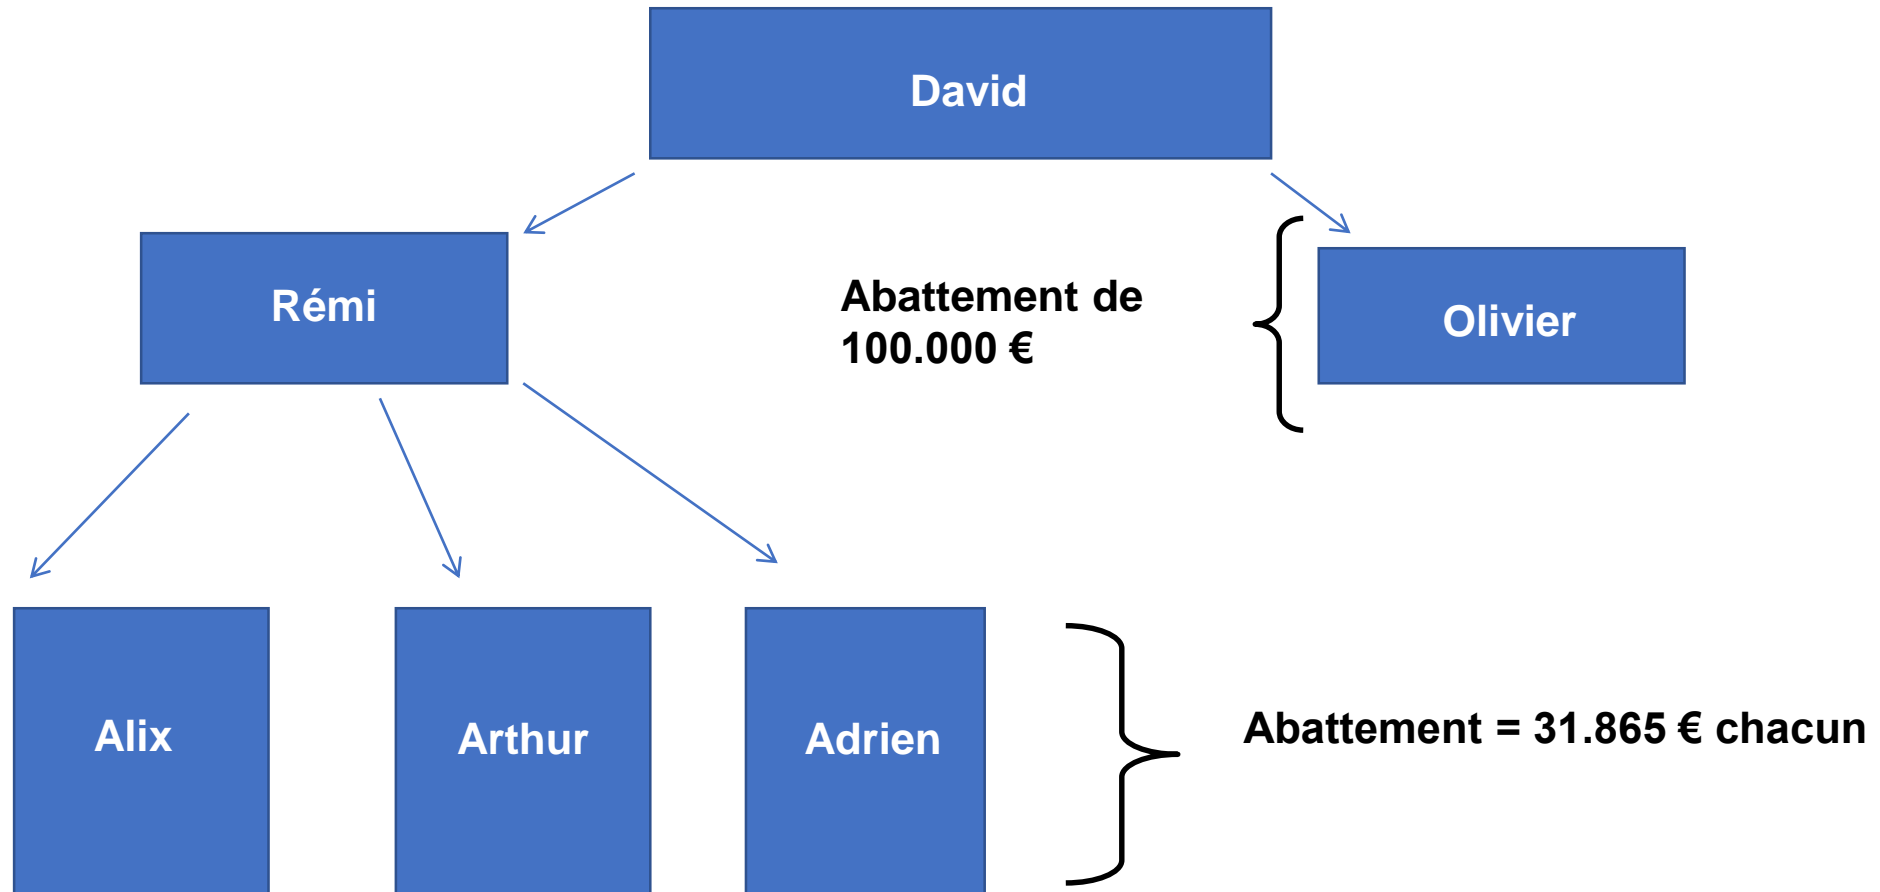 David
Rémi
Abattement de
100.000 €
Olivier
Alix
Arthur
Adrien
Abattement = 31.865 € chacun